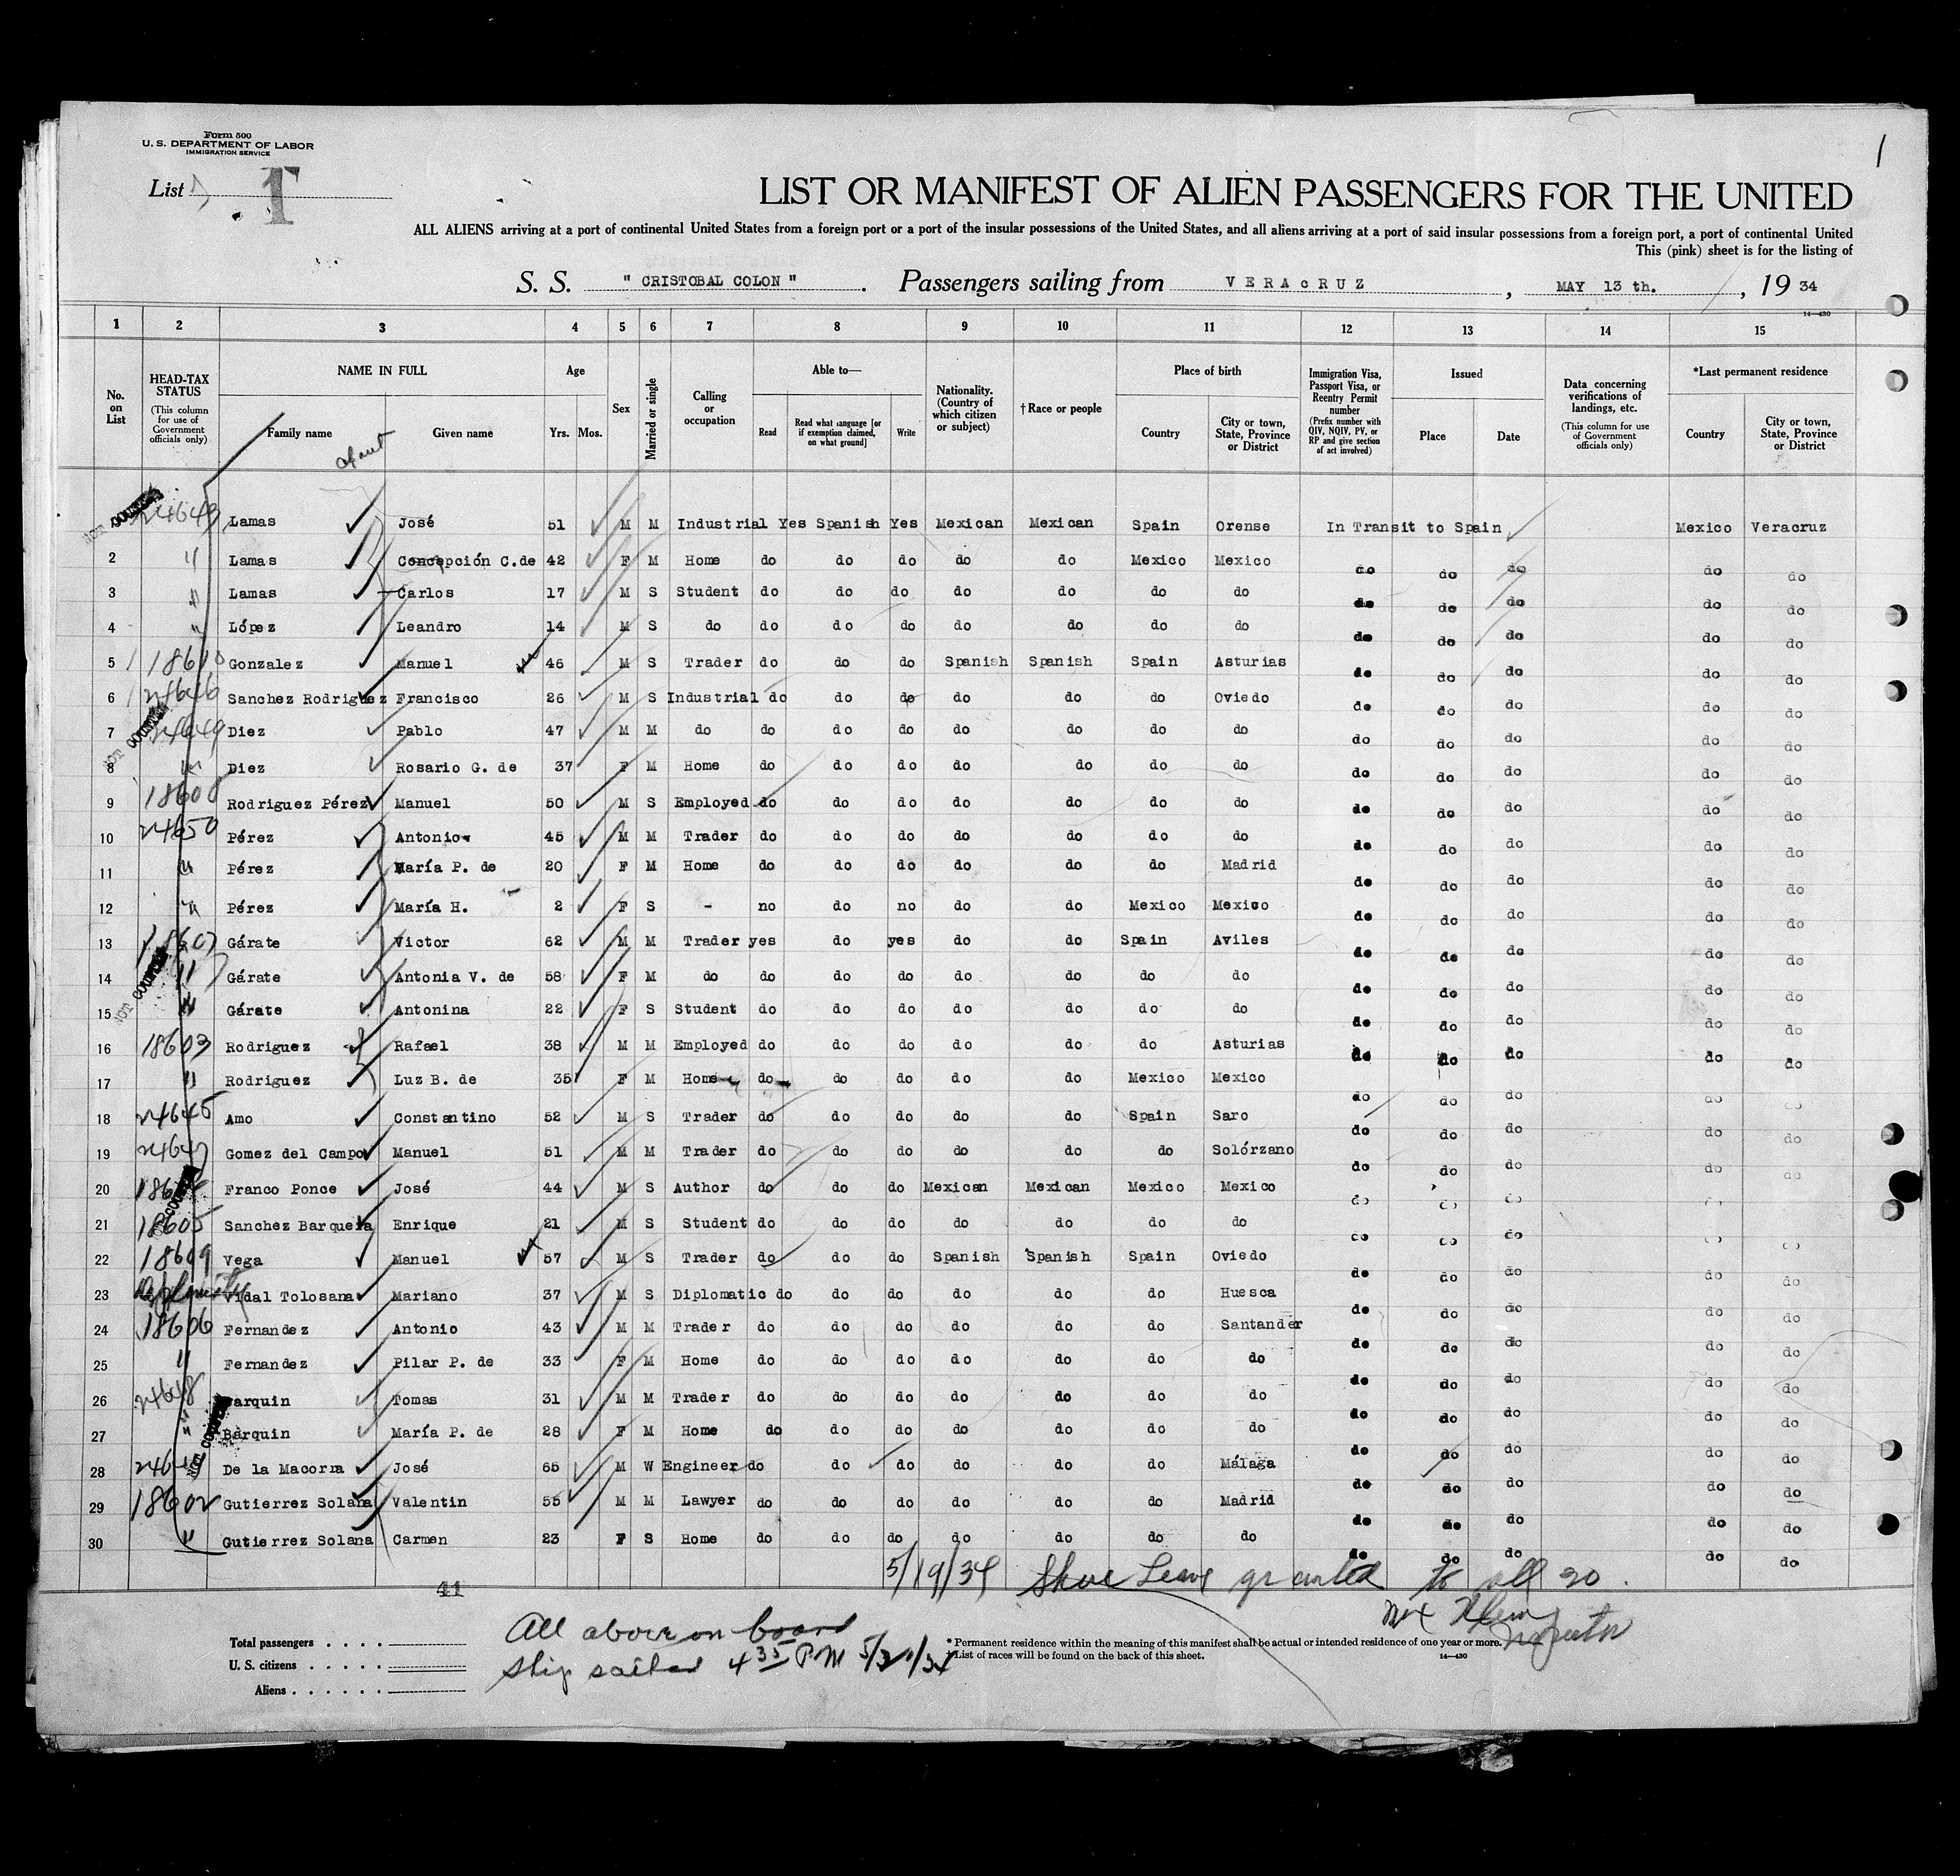 Form 500
U. S. DEPARTMENT OF LABOR
IMMIGRATION SERVICE
1
List 1
LIST OR MANIFEST OF ALIEN PASSENGERS FOR THE UNITED
ALL ALIENS arriving at a port of continental United States from a foreign port or a port of the insular possessions of the United States, and all aliens arriving at a port of said insular possessions from a foreign port, a port of continental United
This (pink) sheet is for the listing of
S. S. " CRISTOBAL COLON " . Passengers sailing from VERAcRUZ , MAY 13 th. , 19 34
14—430
1 2 3 4 5 6 7 8 9 10 11 12 13 14 15
No. on List
HEAD-TAX STATUS (This column for use of Government officials only)
NAME IN FULL Family name Given name
Age Yrs. Mos.
Sex
Married or single
Calling or occupation
Able to— Read Read what language [or if exemption claimed, on what ground] Write
Nationality. (Country of which citizen or subject)
†Race or people
Place of birth Country City or town, State, Province or District
Immigration Visa, Passport Visa, or Reentry Permit number (Prefix number with QIV, NQIV, PV, or RP and give section of act involved)
Issued Place Date
Data concerning verifications of landings, etc. (This column for use of Government officials only)
*Last permanent residence Country City or town, State, Province or District
NOT COUNTED 24643 Lamas José 51 M M Industrial Yes Spanish Yes Mexican Mexican Spain Orense In Transit to Spain Mexico Veracruz
2 " Lamas Concepción C.de 42 F M Home do do do do do Mexico Mexico do do do do do
3 " Lamas Carlos 17 M S Student do do do do do do do do do do do do
4 " López Leandro 14 M S do do do do do do do do do do do do do
5 18610 Gonzalez Manuel 46 M S Trader do do do Spanish Spanish Spain Asturias do do do do do
6 24646 Sanchez Rodriguez Francisco 26 M S Industrial do do do do do do Oviedo do do do do do
7 24649 Diez Pablo 47 M M do do do do do do do do do do do do do
8 " Diez Rosario G. de 37 F M Home do do do do do do do do do do do do
9 18608 Rodriguez Pérez Manuel 50 M S Employed do do do do do do do do do do do do
10 24650 Pérez Antonio 45 M M Trader do do do do do do do do do do do do
11 " Pérez María P. de 20 F M Home do do do do do do Madrid do do do do do
12 " Pérez María H. 2 F S - no do no do do Mexico Mexico do do do do do
13 18607 Gárate Victor 62 M M Trader yes do yes do do Spain Aviles do do do do do
14 " Gárate Antonia V. de 58 F M do do do do do do do do do do do do do
15 " Gárate Antonina 22 F S Student do do do do do do do do do do do do
16 18603 Rodriguez Rafael 38 M M Employed do do do do do do Asturias do do do do do
17 " Rodriguez Luz B. de 35 F M Home do do do do do Mexico Mexico do do do do do
18 24645 Amo Constantino 52 M S Trader do do do do do Spain Saro do do do do do
19 24647 Gomez del Campo Manuel 51 M M Trader do do do do do do Solórzano do do do do do
20 Franco Ponce José 44 M S Author do do do Mexican Mexican Mexico Mexico do do do do do
21 18605 Sanchez Barquera Enrique 21 M S Student do do do do do do do do do do do do
22 18609 Vega Manuel 57 M S Trader do do do Spanish Spanish Spain Oviedo do do do do do
23 Vidal Tolosana Mariano 37 M S Diplomatic do do do do do do Huesca do do do do do
24 18606 Fernandez Antonio 43 M M Trader do do do do do do Santander do do do do do
25 " Fernandez Pilar P. de 33 F M Home do do do do do do do do do do do do
26 24648 Barquin Tomas 31 M M Trader do do do do do do do do do do do do
27 " Barquin María P. de 28 F M Home do do do do do do do do do do do do
28 De la Macorra José 65 M W Engineer do do do do do do Málaga do do do do do
29 18602 Gutierrez Solana Valentin 55 M M Lawyer do do do do do do Madrid do do do do do
30 " Gutierrez Solana Carmen 23 F S Home do do do do do do do do do do do do
5/19/34 Shore Leave granted to all 30.
41
All above on board
Ship sailed 4 35 PM 5/21/34
Total passengers
U. S. citizens
Aliens
* Permanent residence within the meaning of this manifest shall be actual or intended residence of one year or more.
† List of races will be found on the back of this sheet.
14—430
Inspector